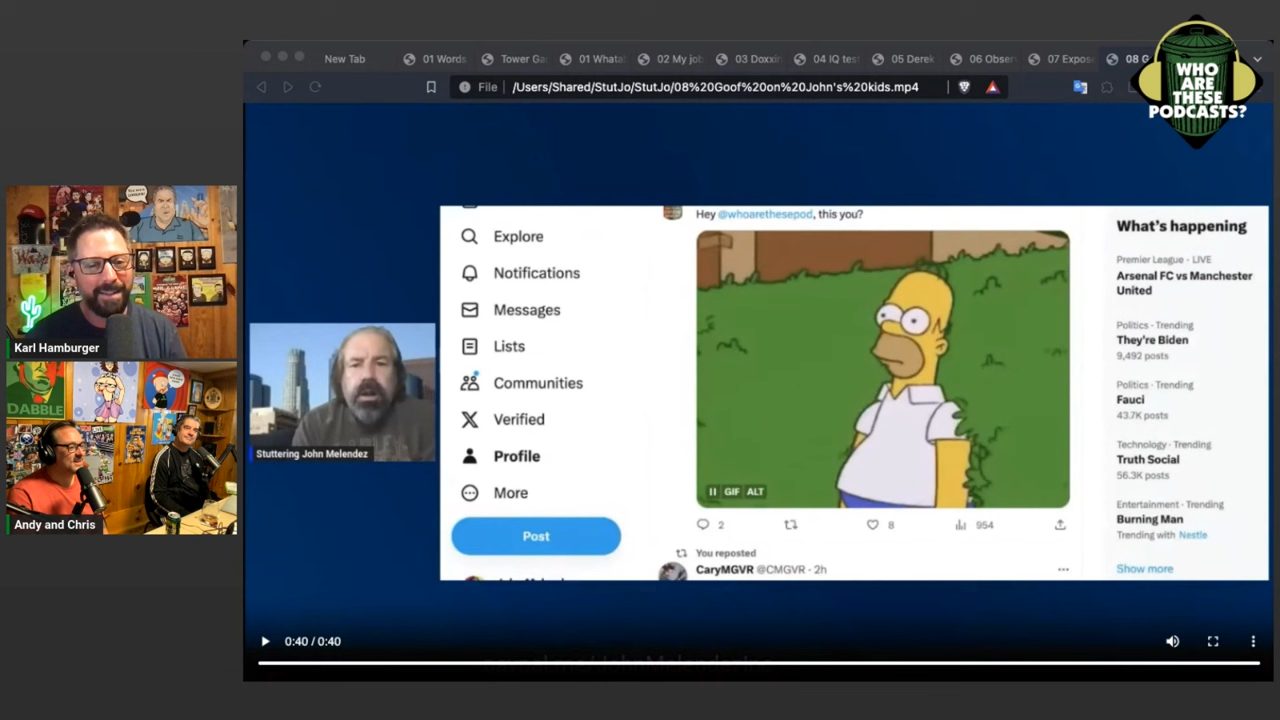 New Tab
01 Words
Tower Ga
01 Whata
02 My jo
03 Doxxin
04 IQ tes
05 Derek
06 Obser
07 Expos
08 G
File
/Users/Shared/StutJo/StutJo/08%20Goof%20on%20John's%20kids.mp4
WHO
ARE
THESE
PODCASTS?
Karl Hamburger
DABBLE
Andy and Chris
Stuttering John Melendez
Explore
Notifications
Messages
Lists
Communities
Verified
Profile
More
Post
Hey @whoarethesepod, this you?
GIF ALT
2
8
954
You reposted
CaryMGVR @CMGVR · 2h
What's happening
Premier League · LIVE
Arsenal FC vs Manchester
United
Politics · Trending
They're Biden
9,492 posts
Politics · Trending
Fauci
43.7K posts
Technology · Trending
Truth Social
56.3K posts
Entertainment · Trending
Burning Man
Trending with Nestle
Show more
0:40 / 0:40